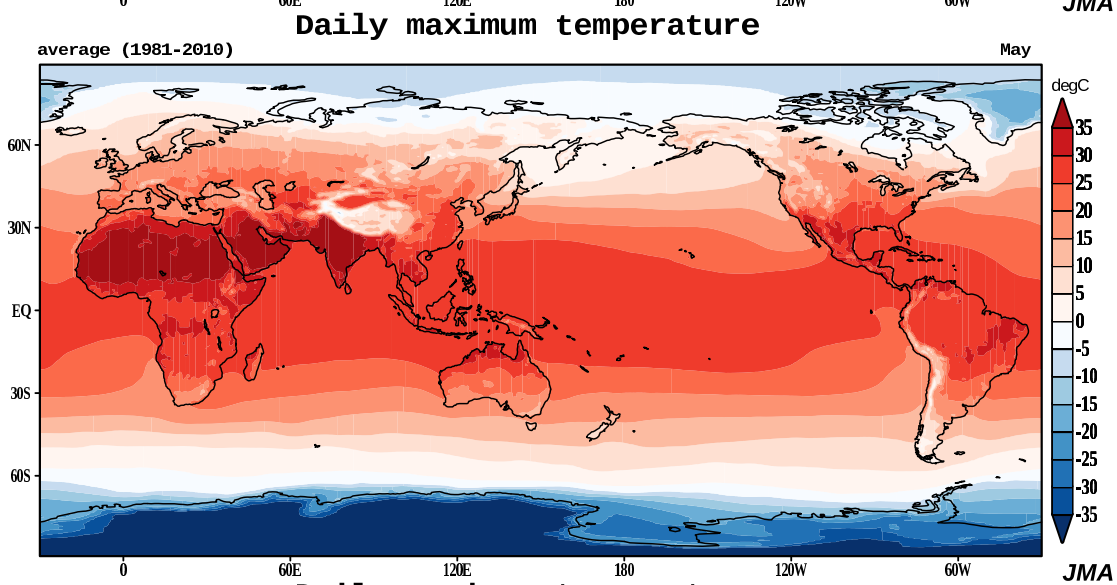 0 60E 120E 180 120W 60W JMA
Daily maximum temperature
average (1981-2010) May
degC
35
60N
30
25
20
30N
15
10
5
EQ
0
-5
-10
30S
-15
-20
-25
60S
-30
-35
0 60E 120E 180 120W 60W
JMA